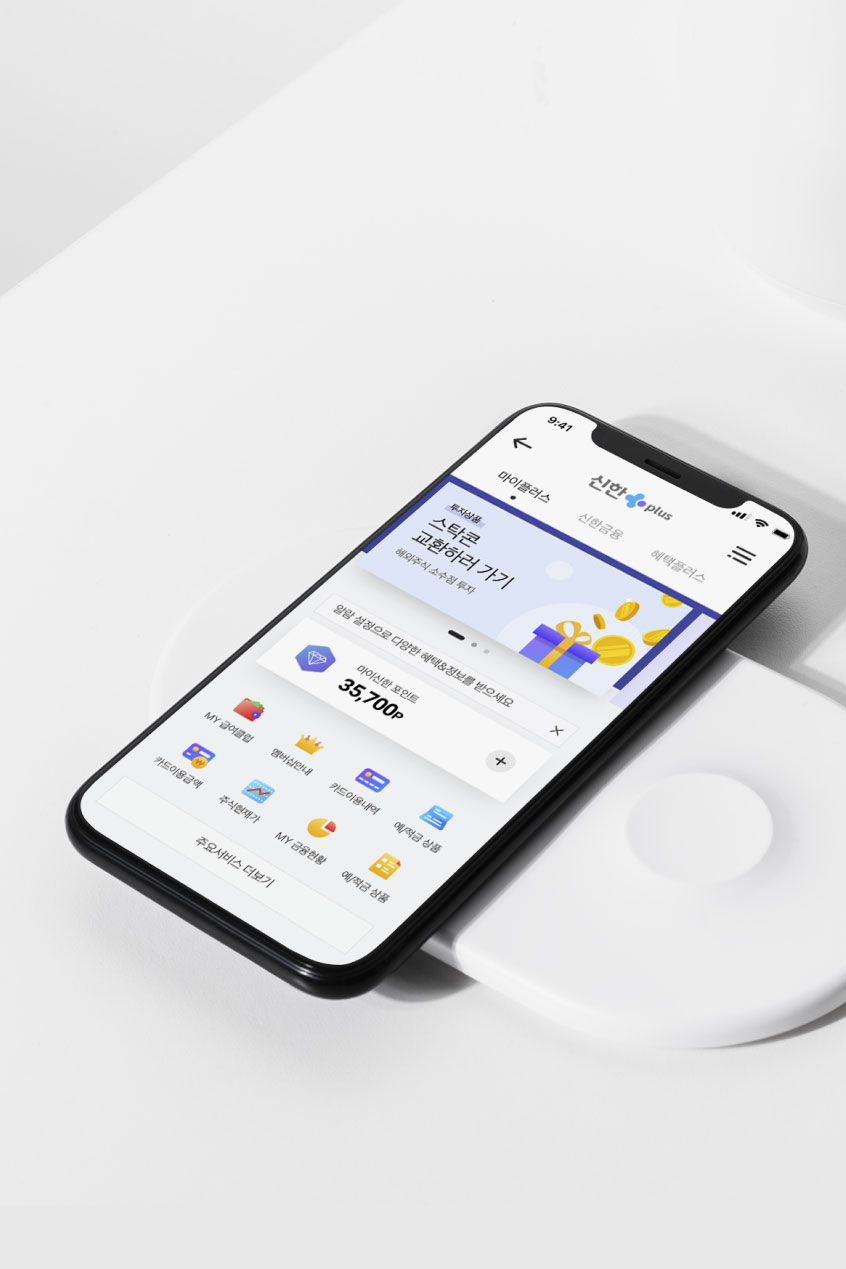 9:41
신한 plus
마이플러스
신한금융
혜택플러스
투자상품
스탁콘
교환하러 가기
해외주식 소수점 투자
알람 설정으로 다양한 혜택&정보를 받으세요
마이신한 포인트
35,700P
MY 급여클럽
멤버십안내
카드이용내역
예/적금 상품
카드이용금액
주식현재가
MY 금융현황
예/적금 상품
주요서비스 더보기